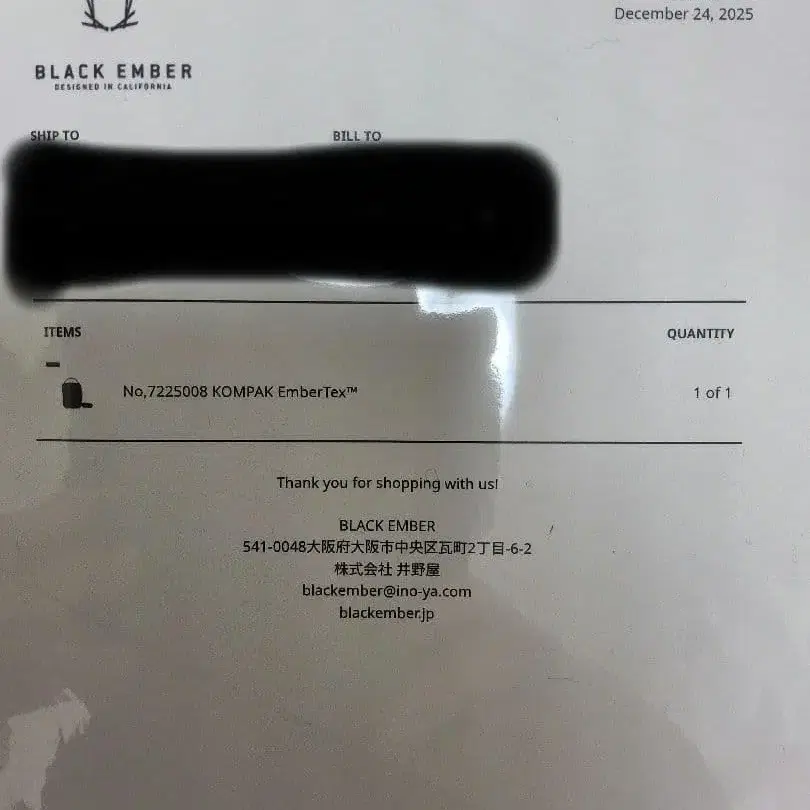 December 24, 2025
BLACK EMBER
DESIGNED IN CALIFORNIA
SHIP TO
BILL TO
ITEMS
QUANTITY
No,7225008 KOMPAK EmberTex™
1 of 1
Thank you for shopping with us!
BLACK EMBER
541-0048大阪府大阪市中央区瓦町2丁目-6-2
株式会社 井野屋
blackember@ino-ya.com
blackember.jp